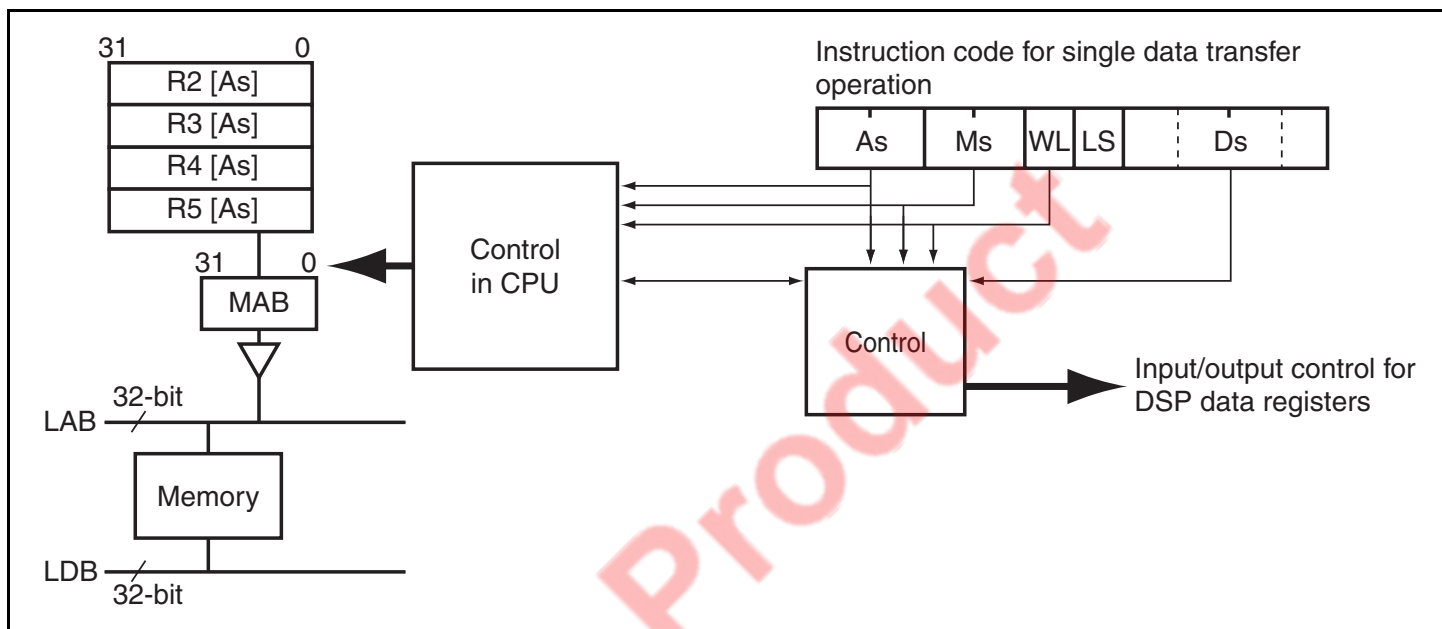 31 0
R2 [As]
R3 [As]
R4 [As]
R5 [As]
31 0
MAB
32-bit
LAB
Memory
LDB
32-bit
Control
in CPU
Instruction code for single data transfer
operation
As Ms WL LS Ds
Control
Input/output control for
DSP data registers
Product